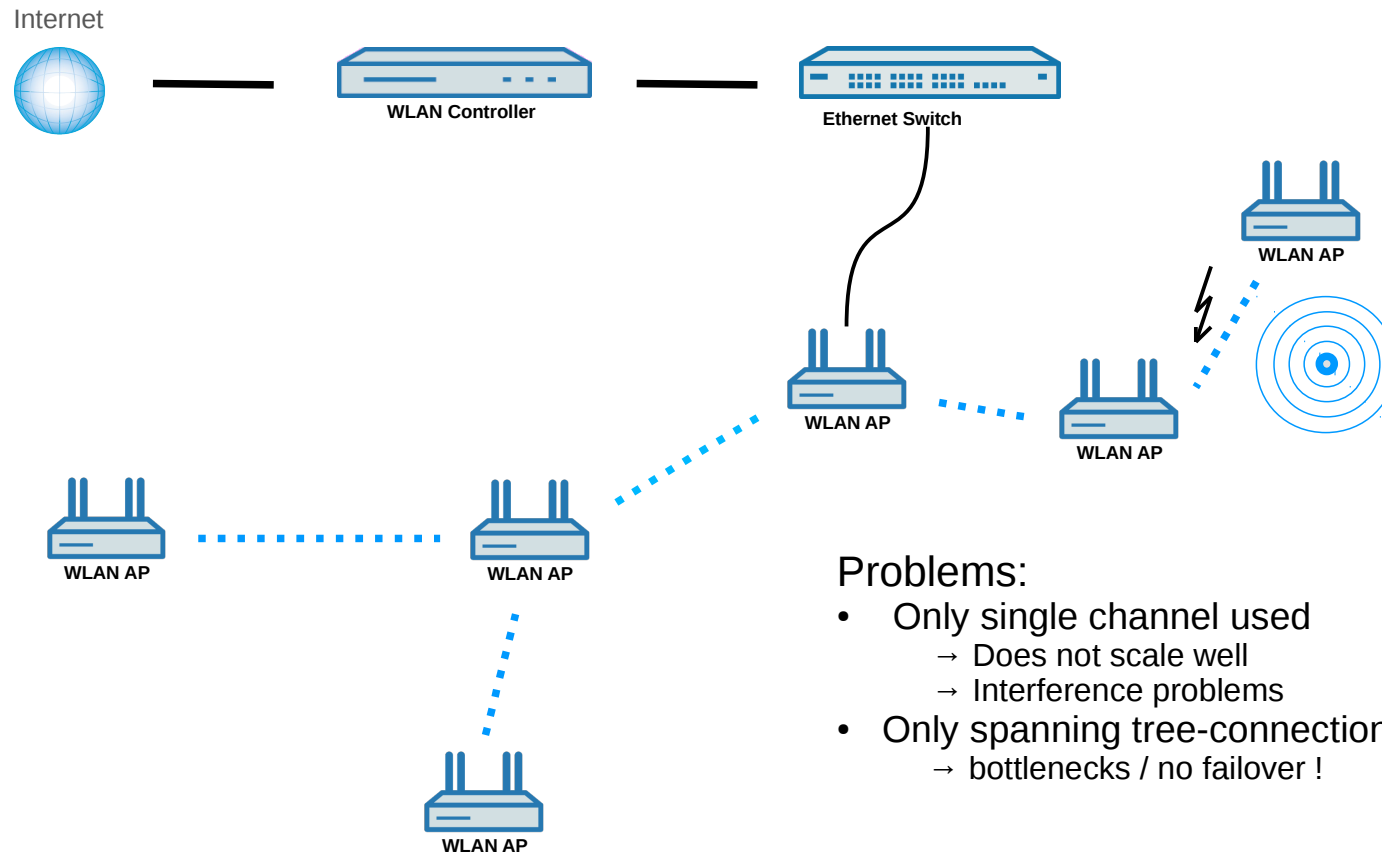 Internet
WLAN Controller
Ethernet Switch
WLAN AP
WLAN AP
WLAN AP
WLAN AP
WLAN AP
WLAN AP
Problems:
• Only single channel used
→ Does not scale well
→ Interference problems
• Only spanning tree-connection
→ bottlenecks / no failover !